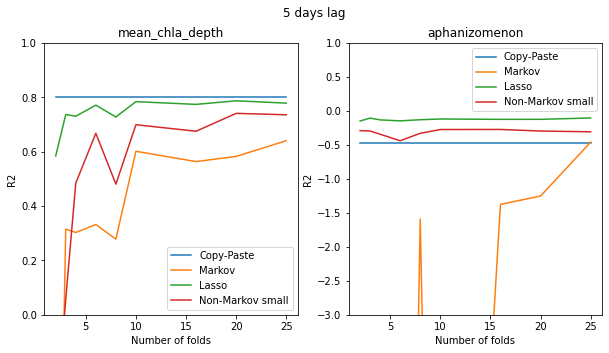 5 days lag
mean_chla_depth
1.0
0.8
0.6
0.4
0.2
0.0
R2
5
10
15
20
25
Number of folds
Copy-Paste
Markov
Lasso
Non-Markov small
aphanizomenon
1.0
0.5
0.0
−0.5
−1.0
−1.5
−2.0
−2.5
−3.0
R2
5
10
15
20
25
Number of folds
Copy-Paste
Markov
Lasso
Non-Markov small